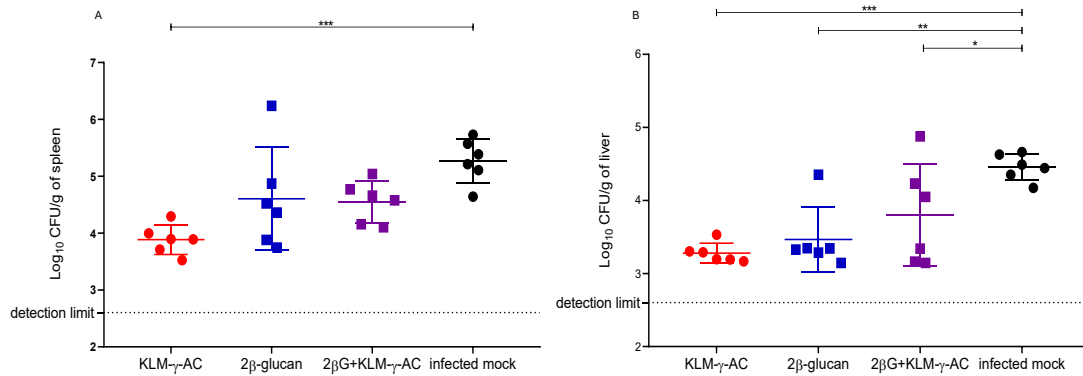 A
***
Log₁₀ CFU/g of spleen
7
6
5
4
3
detection limit
2
KLM-γ-AC
2β-glucan
2βG+KLM-γ-AC
infected mock
B
***
**
*
Log₁₀ CFU/g of liver
6
5
4
3
detection limit
2
KLM-γ-AC
2β-glucan
2βG+KLM-γ-AC
infected mock